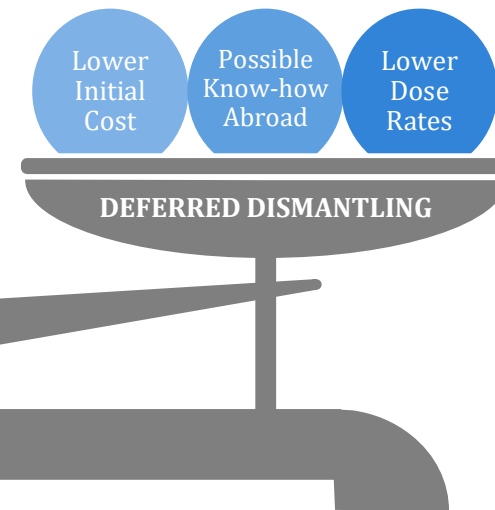 Lower
Initial
Cost
Possible
Know-how
Abroad
Lower
Dose
Rates
DEFERRED DISMANTLING